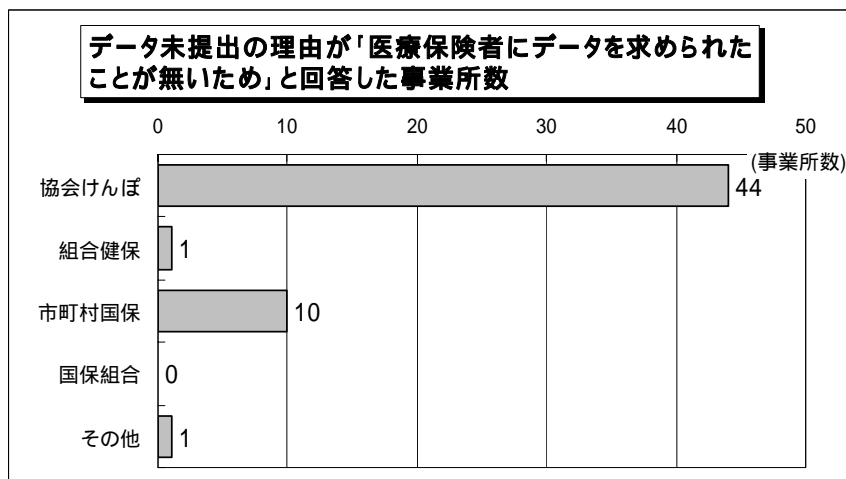 データ未提出の理由が「医療保険者にデータを求められた
ことが無いため」と回答した事業所数
0 10 20 30 40 50
(事業所数)
協会けんぽ 44
組合健保 1
市町村国保 10
国保組合 0
その他 1